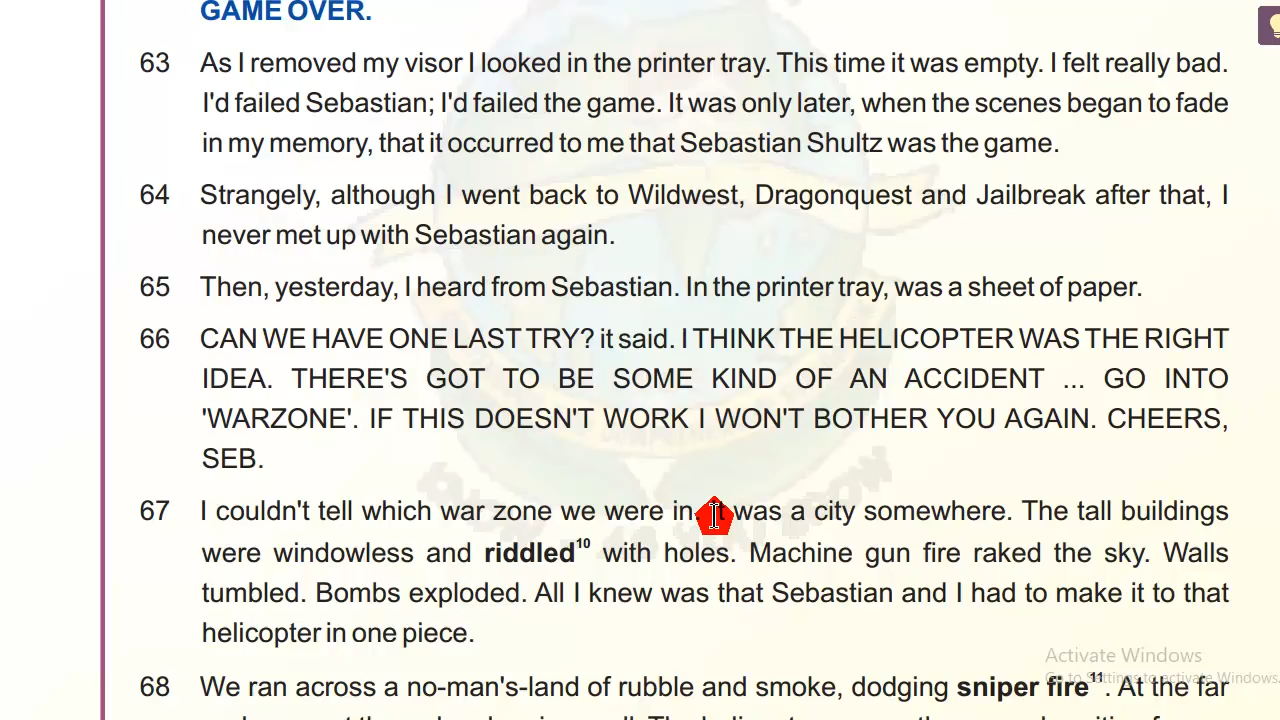 GAME OVER.
63 As I removed my visor I looked in the printer tray. This time it was empty. I felt really bad.
I'd failed Sebastian; I'd failed the game. It was only later, when the scenes began to fade
in my memory, that it occurred to me that Sebastian Shultz was the game.
64 Strangely, although I went back to Wildwest, Dragonquest and Jailbreak after that, I
never met up with Sebastian again.
65 Then, yesterday, I heard from Sebastian. In the printer tray, was a sheet of paper.
66 CAN WE HAVE ONE LAST TRY? it said. I THINK THE HELICOPTER WAS THE RIGHT
IDEA. THERE'S GOT TO BE SOME KIND OF AN ACCIDENT ... GO INTO
'WARZONE'. IF THIS DOESN'T WORK I WON'T BOTHER YOU AGAIN. CHEERS,
SEB.
67 I couldn't tell which war zone we were in. It was a city somewhere. The tall buildings
were windowless and riddled10 with holes. Machine gun fire raked the sky. Walls
tumbled. Bombs exploded. All I knew was that Sebastian and I had to make it to that
helicopter in one piece.
Activate Windows
Go to Settings to activate Windows.
68 We ran across a no-man's-land of rubble and smoke, dodging sniper fire11. At the far